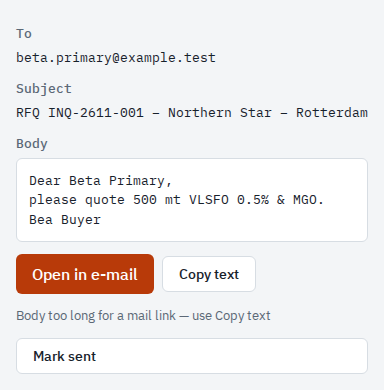 To
beta.primary@example.test
Subject
RFQ INQ-2611-001 – Northern Star – Rotterdam
Body
Dear Beta Primary,
please quote 500 mt VLSFO 0.5% & MGO.
Bea Buyer
Open in e-mail
Copy text
Body too long for a mail link — use Copy text
Mark sent